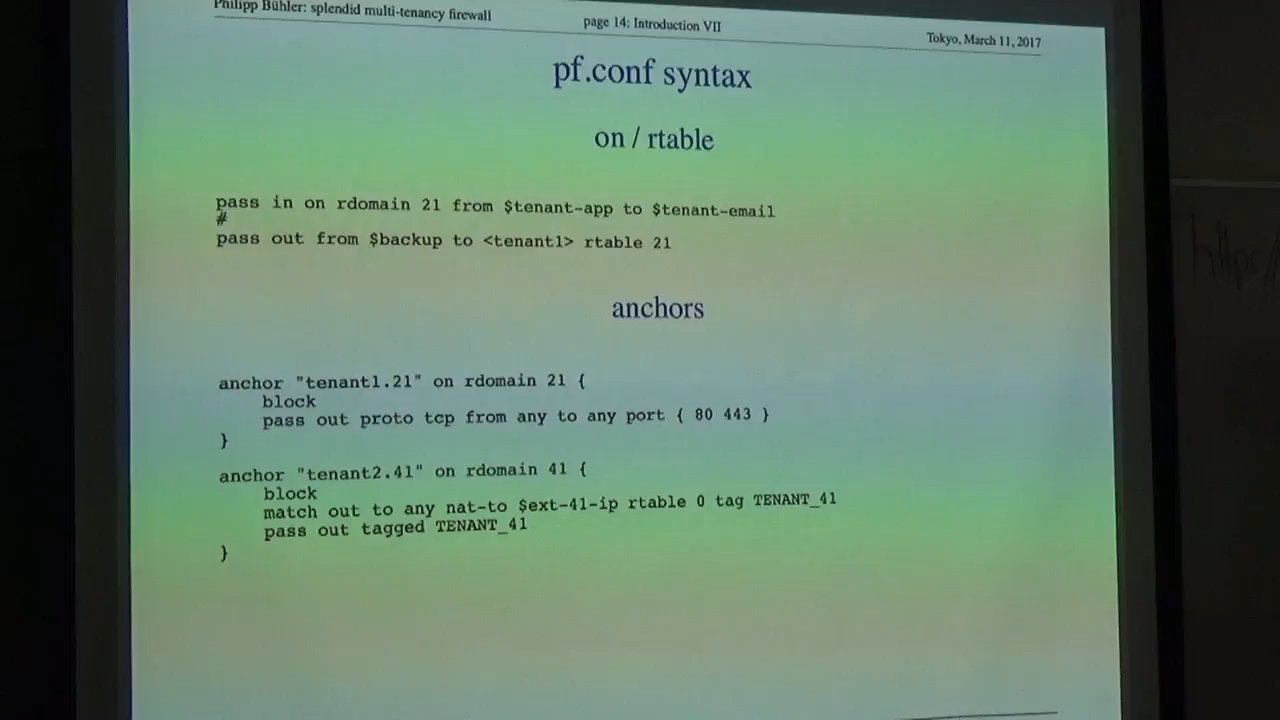 Philipp Bühler: splendid multi-tenancy firewall
page 14: Introduction VII
Tokyo, March 11, 2017
pf.conf syntax
on / rtable
pass in on rdomain 21 from $tenant-app to $tenant-email
#
pass out from $backup to <tenant1> rtable 21
anchors
anchor "tenant1.21" on rdomain 21 {
block
pass out proto tcp from any to any port { 80 443 }
}
anchor "tenant2.41" on rdomain 41 {
block
match out to any nat-to $ext-41-ip rtable 0 tag TENANT_41
pass out tagged TENANT_41
}